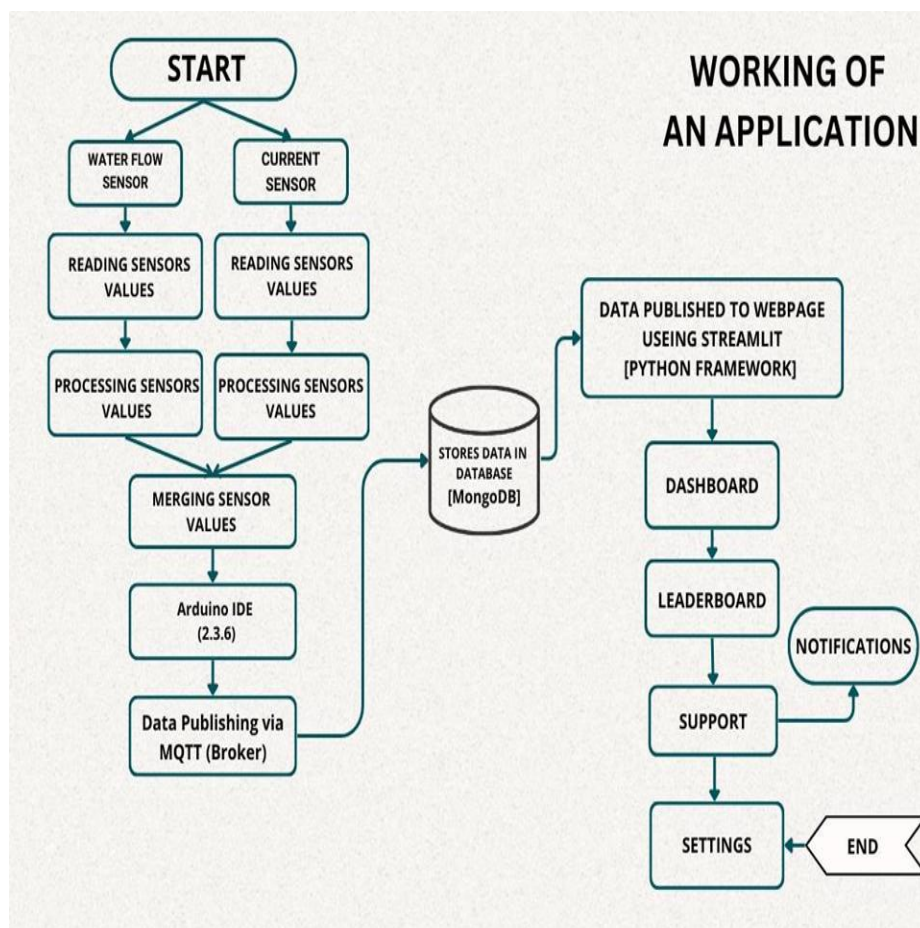 START
WORKING OF
AN APPLICATION
WATER FLOW
SENSOR
CURRENT
SENSOR
READING SENSORS
VALUES
READING SENSORS
VALUES
PROCESSING SENSORS
VALUES
PROCESSING SENSORS
VALUES
MERGING SENSOR
VALUES
Arduino IDE
(2.3.6)
Data Publishing via
MQTT (Broker)
STORES DATA IN
DATABASE
[MongoDB]
DATA PUBLISHED TO WEBPAGE
USEING STREAMLIT
[PYTHON FRAMEWORK]
DASHBOARD
LEADERBOARD
NOTIFICATIONS
SUPPORT
SETTINGS
END